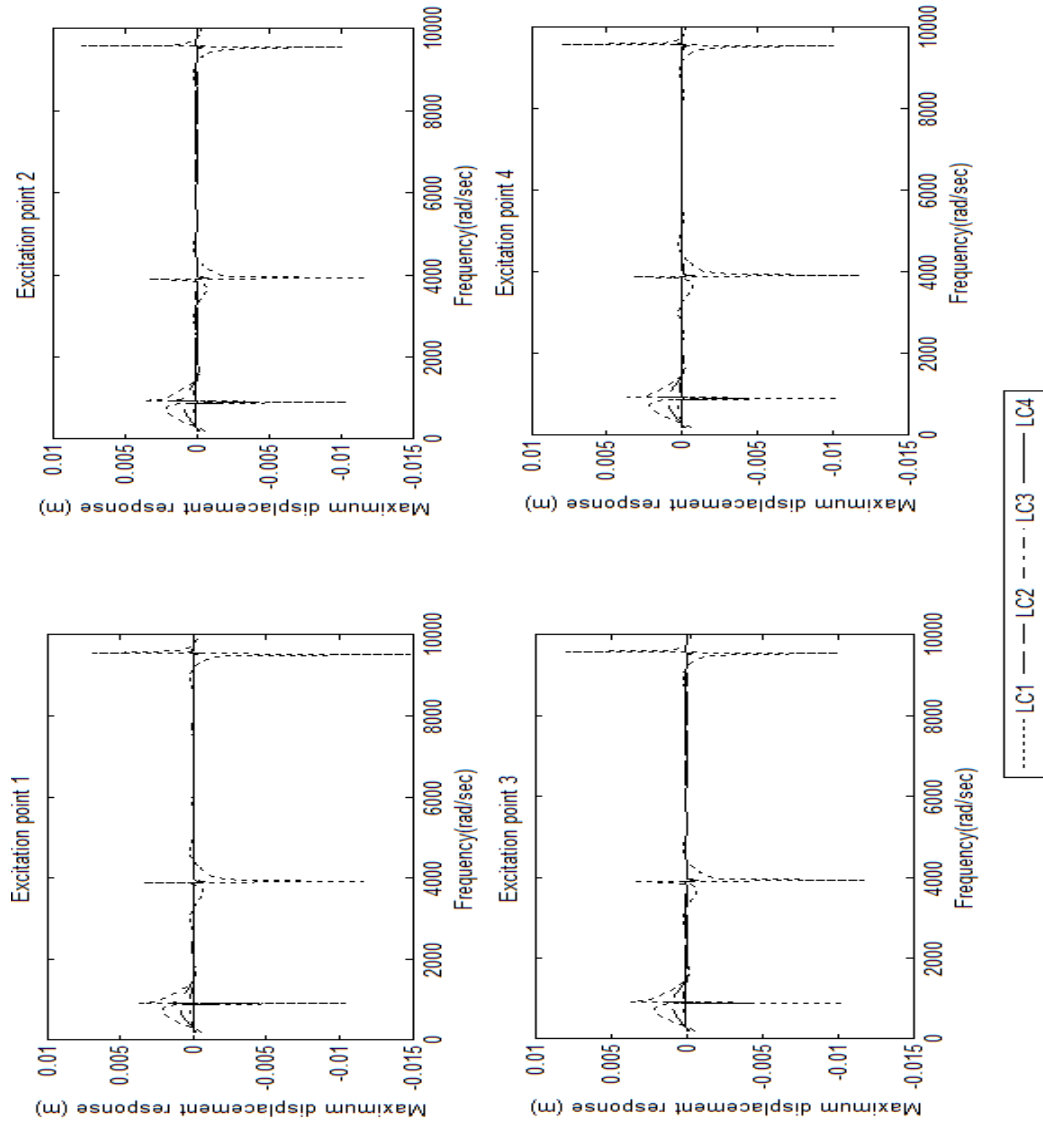 Excitation point 1
0.01
0.005
0
-0.005
-0.01
-0.015
Maximum displacement response (m)
0 2000 4000 6000 8000 10000
Frequency(rad/sec)
Excitation point 2
0.01
0.005
0
-0.005
-0.01
-0.015
Maximum displacement response (m)
0 2000 4000 6000 8000 10000
Frequency(rad/sec)
Excitation point 3
0.01
0.005
0
-0.005
-0.01
-0.015
Maximum displacement response (m)
0 2000 4000 6000 8000 10000
Frequency(rad/sec)
Excitation point 4
0.01
0.005
0
-0.005
-0.01
-0.015
Maximum displacement response (m)
0 2000 4000 6000 8000 10000
Frequency(rad/sec)
LC1 LC2 LC3 LC4